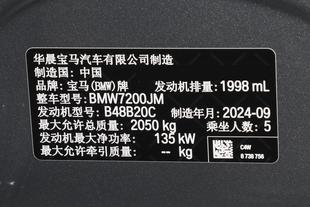 华晨宝马汽车有限公司制造
制造国: 中国
品牌: 宝马(BMW)牌 发动机排量: 1998 mL
整车型号: BMW7200JM
发动机型号: B48B20C 制造年月: 2024-09
最大允许总质量: 2050 kg 乘坐人数: 5
发动机最大净功率: 135 kW
最大允许牵引质量: -- kg
C4W
8 738 756